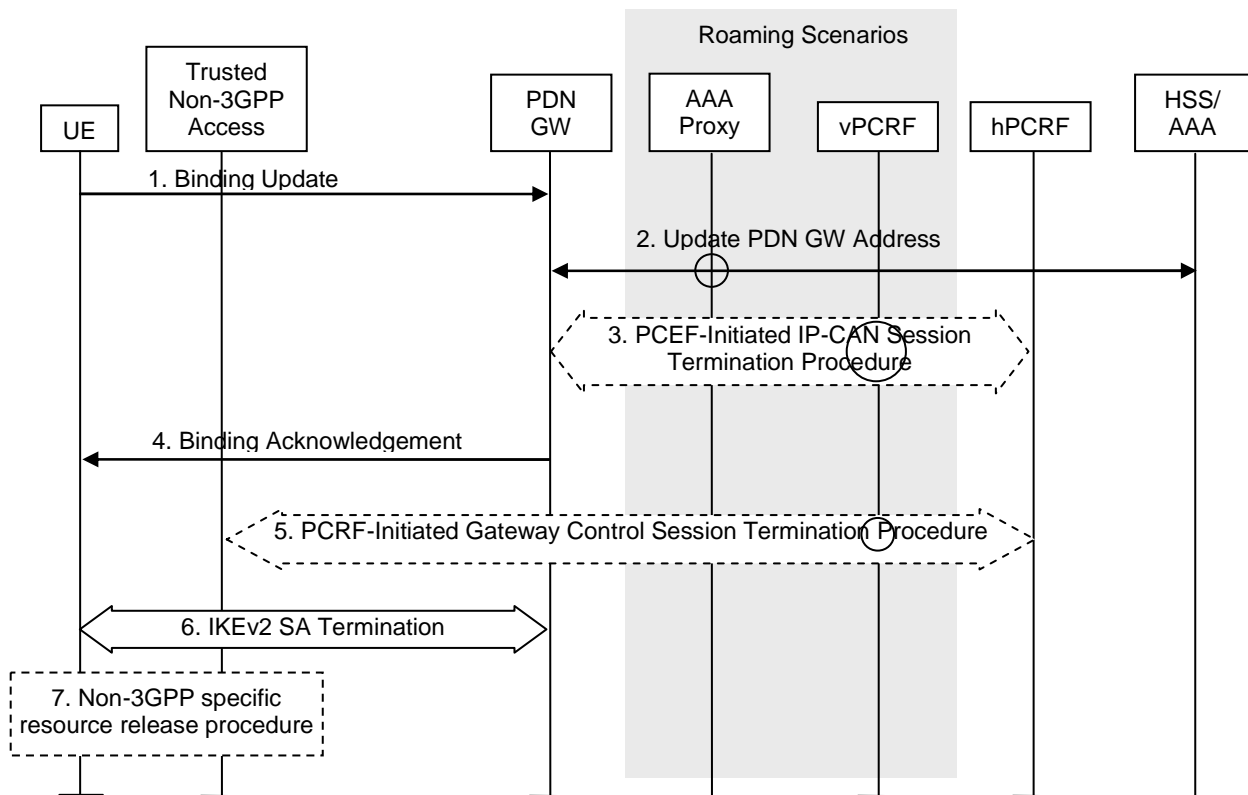 Roaming Scenarios
UE
Trusted
Non-3GPP
Access
PDN
GW
AAA
Proxy
vPCRF
hPCRF
HSS/
AAA
1. Binding Update
2. Update PDN GW Address
3. PCEF-Initiated IP-CAN Session
Termination Procedure
4. Binding Acknowledgement
5. PCRF-Initiated Gateway Control Session Termination Procedure
6. IKEv2 SA Termination
7. Non-3GPP specific
resource release procedure